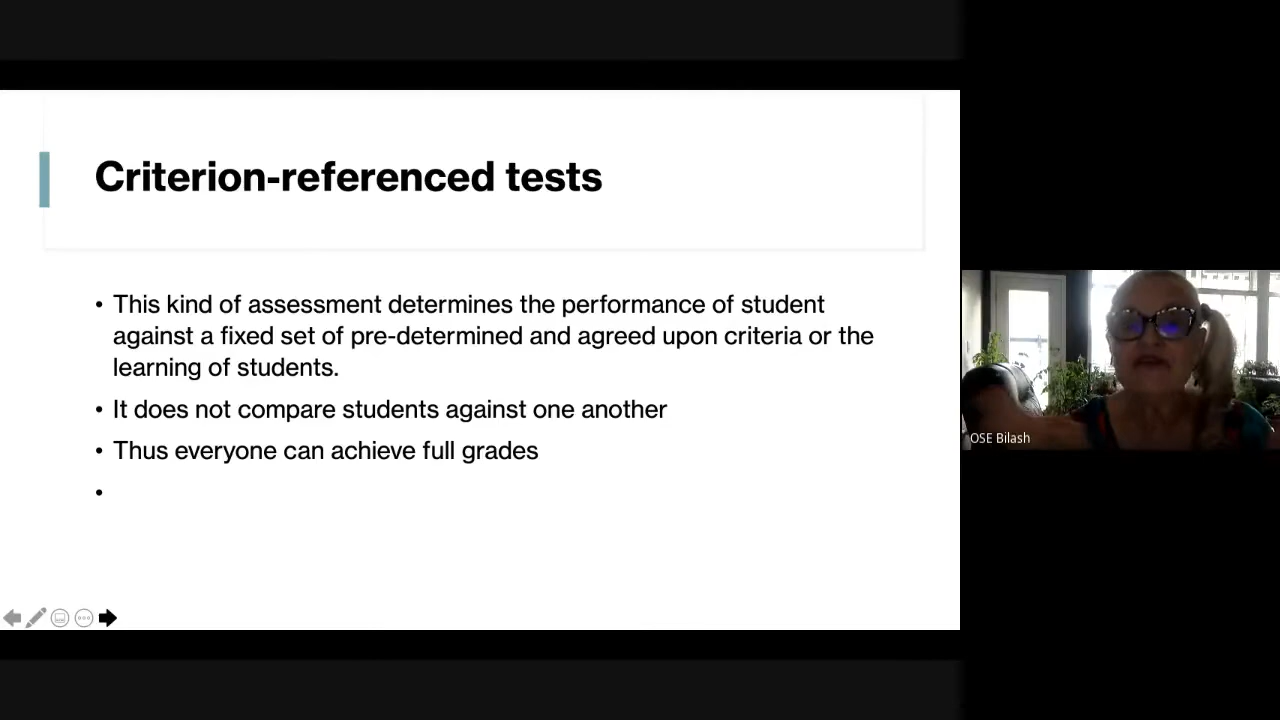 Criterion-referenced tests
• This kind of assessment determines the performance of student
against a fixed set of pre-determined and agreed upon criteria or the
learning of students.
• It does not compare students against one another
• Thus everyone can achieve full grades
•
OSE Bilash